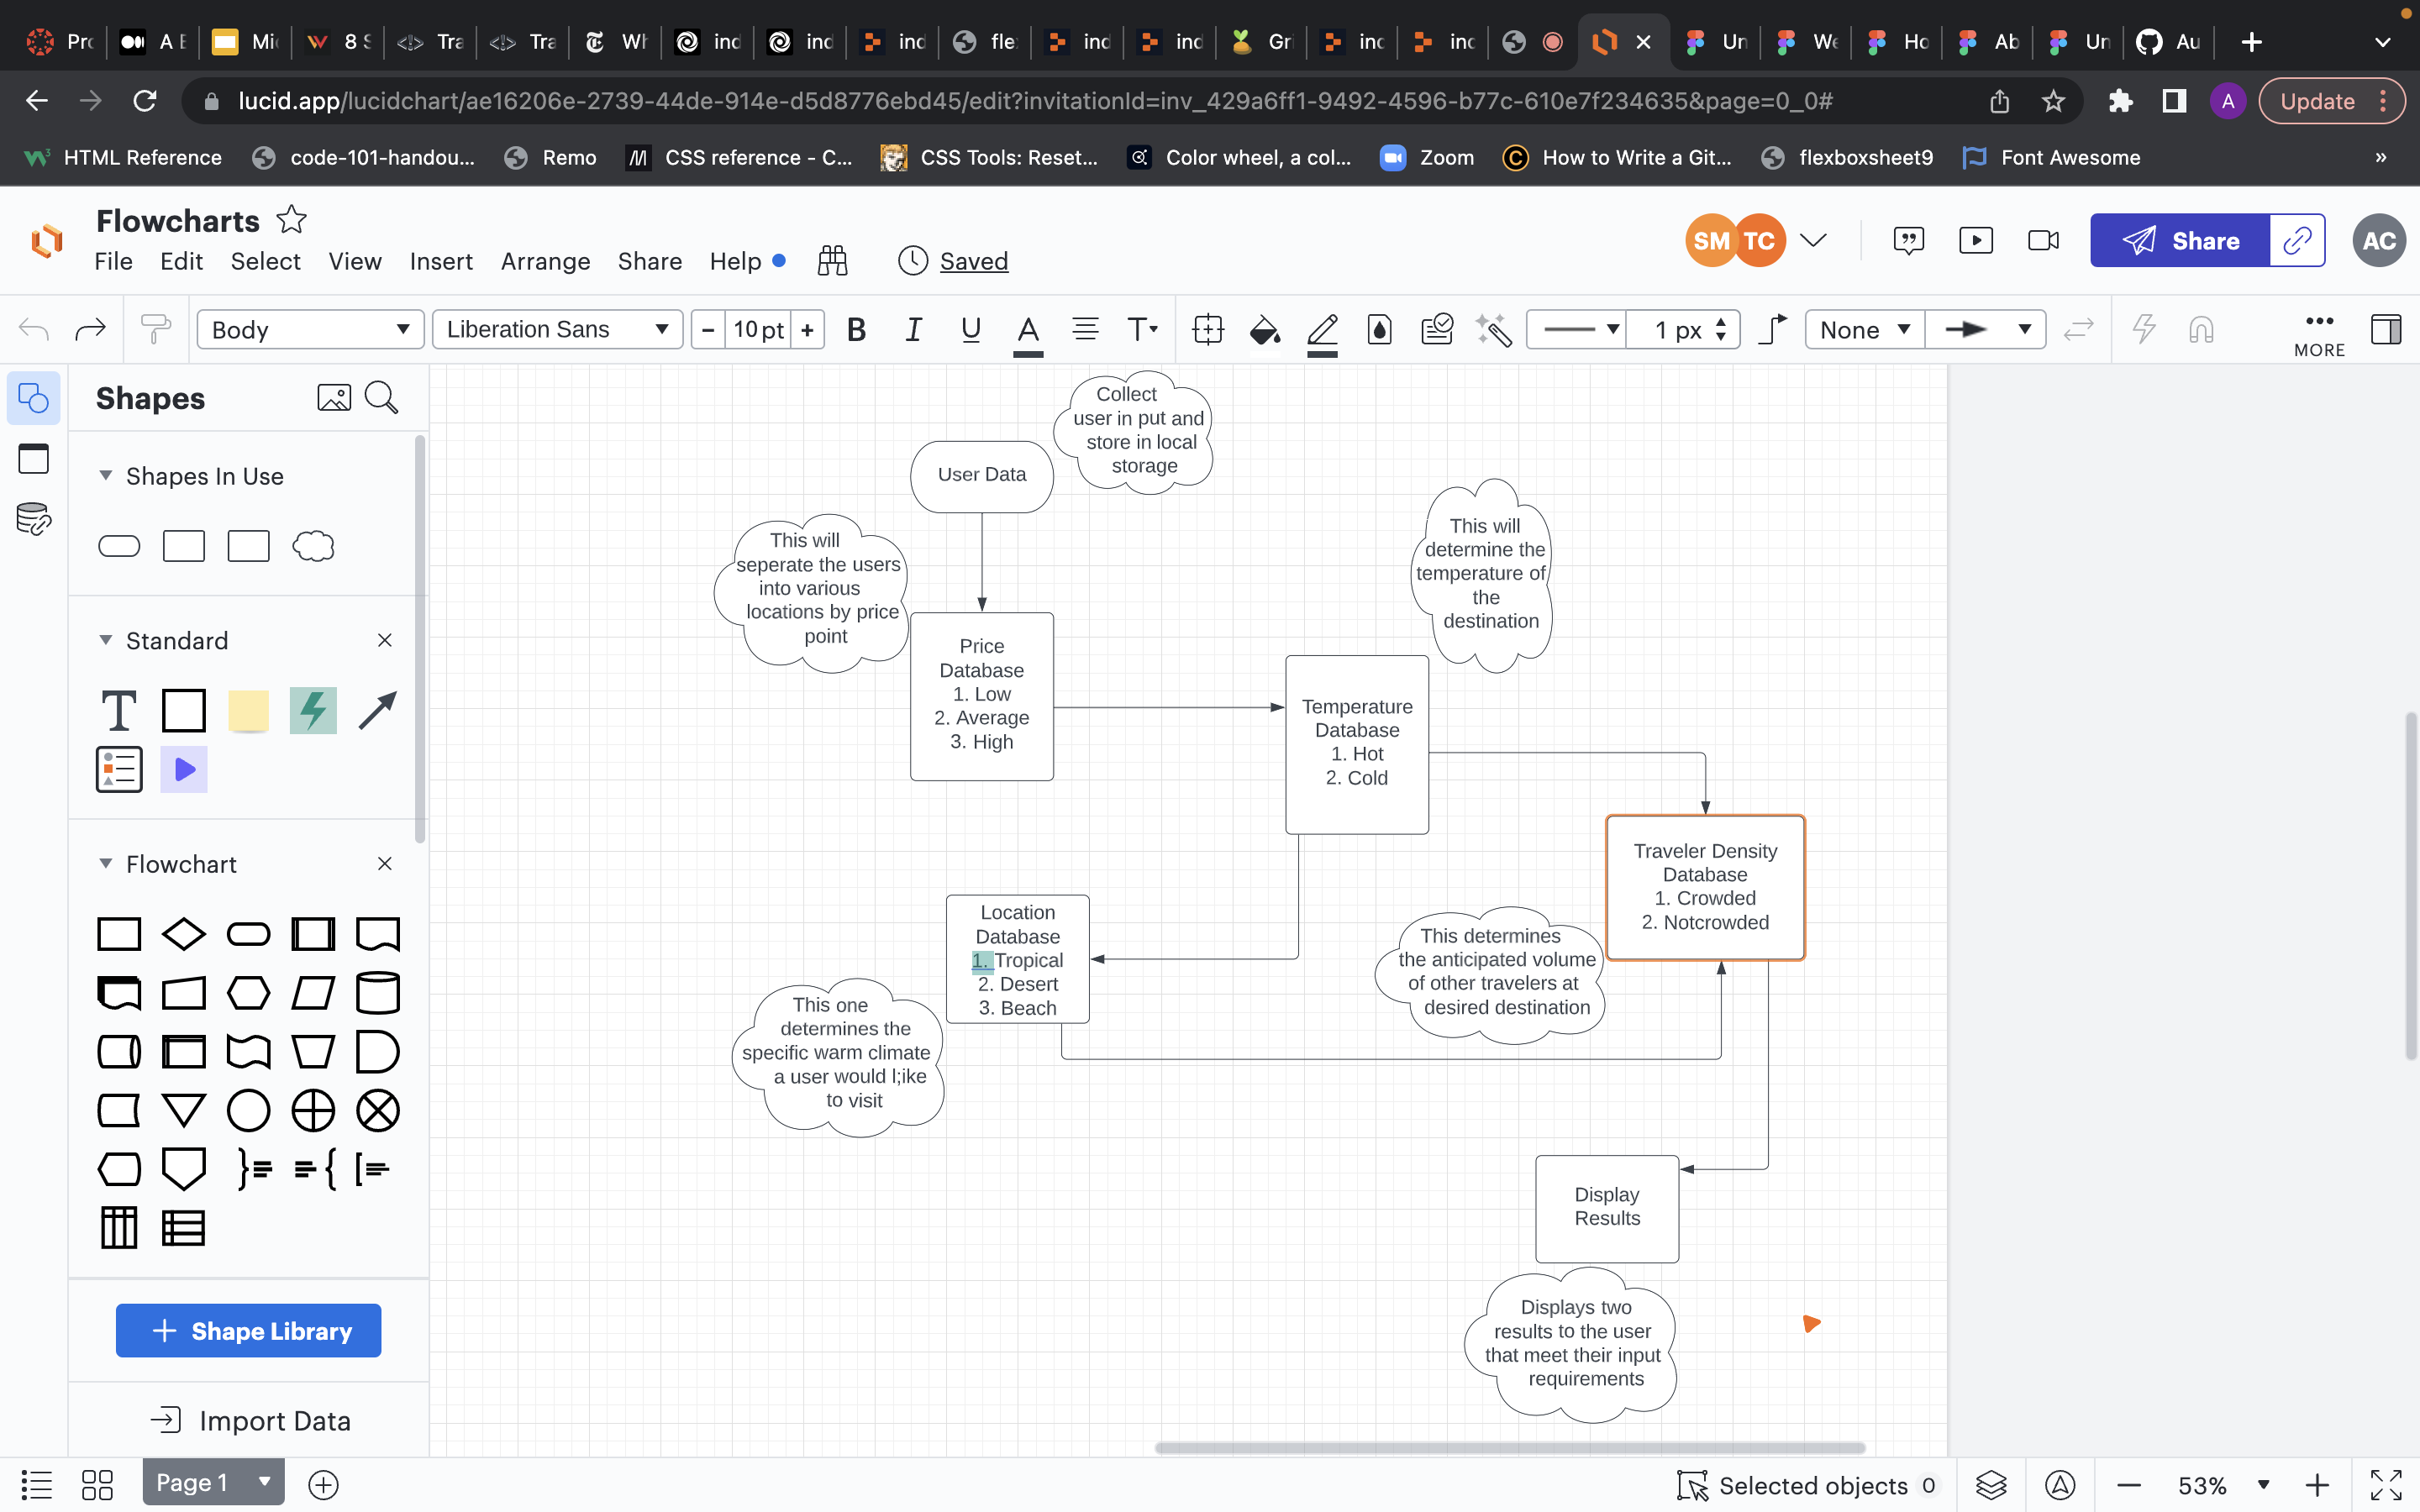 Pro
A E
Mi
8 S
Tra
Tra
Wh
ind
ind
ind
fle
ind
ind
Gri
inc
inc
Un
We
Ho
Ab
Un
Au
lucid.app/lucidchart/ae16206e-2739-44de-914e-d5d8776ebd45/edit?invitationId=inv_429a6ff1-9492-4596-b77c-610e7f234635&page=0_0#
A
Update
HTML Reference
code-101-handou...
Remo
CSS reference - C...
CSS Tools: Reset...
Color wheel, a col...
Zoom
How to Write a Git...
flexboxsheet9
Font Awesome
»
Flowcharts
File Edit Select View Insert Arrange Share Help
Saved
SM TC
Share
AC
Body
Liberation Sans
− 10 pt +
B I U A T
1 px
None
MORE
Shapes
Shapes In Use
Standard
T
Flowchart
+ Shape Library
Import Data
Collect
user in put and
store in local
storage
User Data
This will
seperate the users
into various
locations by price
point
This will
determine the
temperature of
the
destination
Price
Database
1. Low
2. Average
3. High
Temperature
Database
1. Hot
2. Cold
Traveler Density
Database
1. Crowded
2. Notcrowded
Location
Database
1. Tropical
2. Desert
3. Beach
This determines
the anticipated volume
of other travelers at
desired destination
This one
determines the
specific warm climate
a user would l;ike
to visit
Display
Results
Displays two
results to the user
that meet their input
requirements
Page 1
Selected objects 0
53%